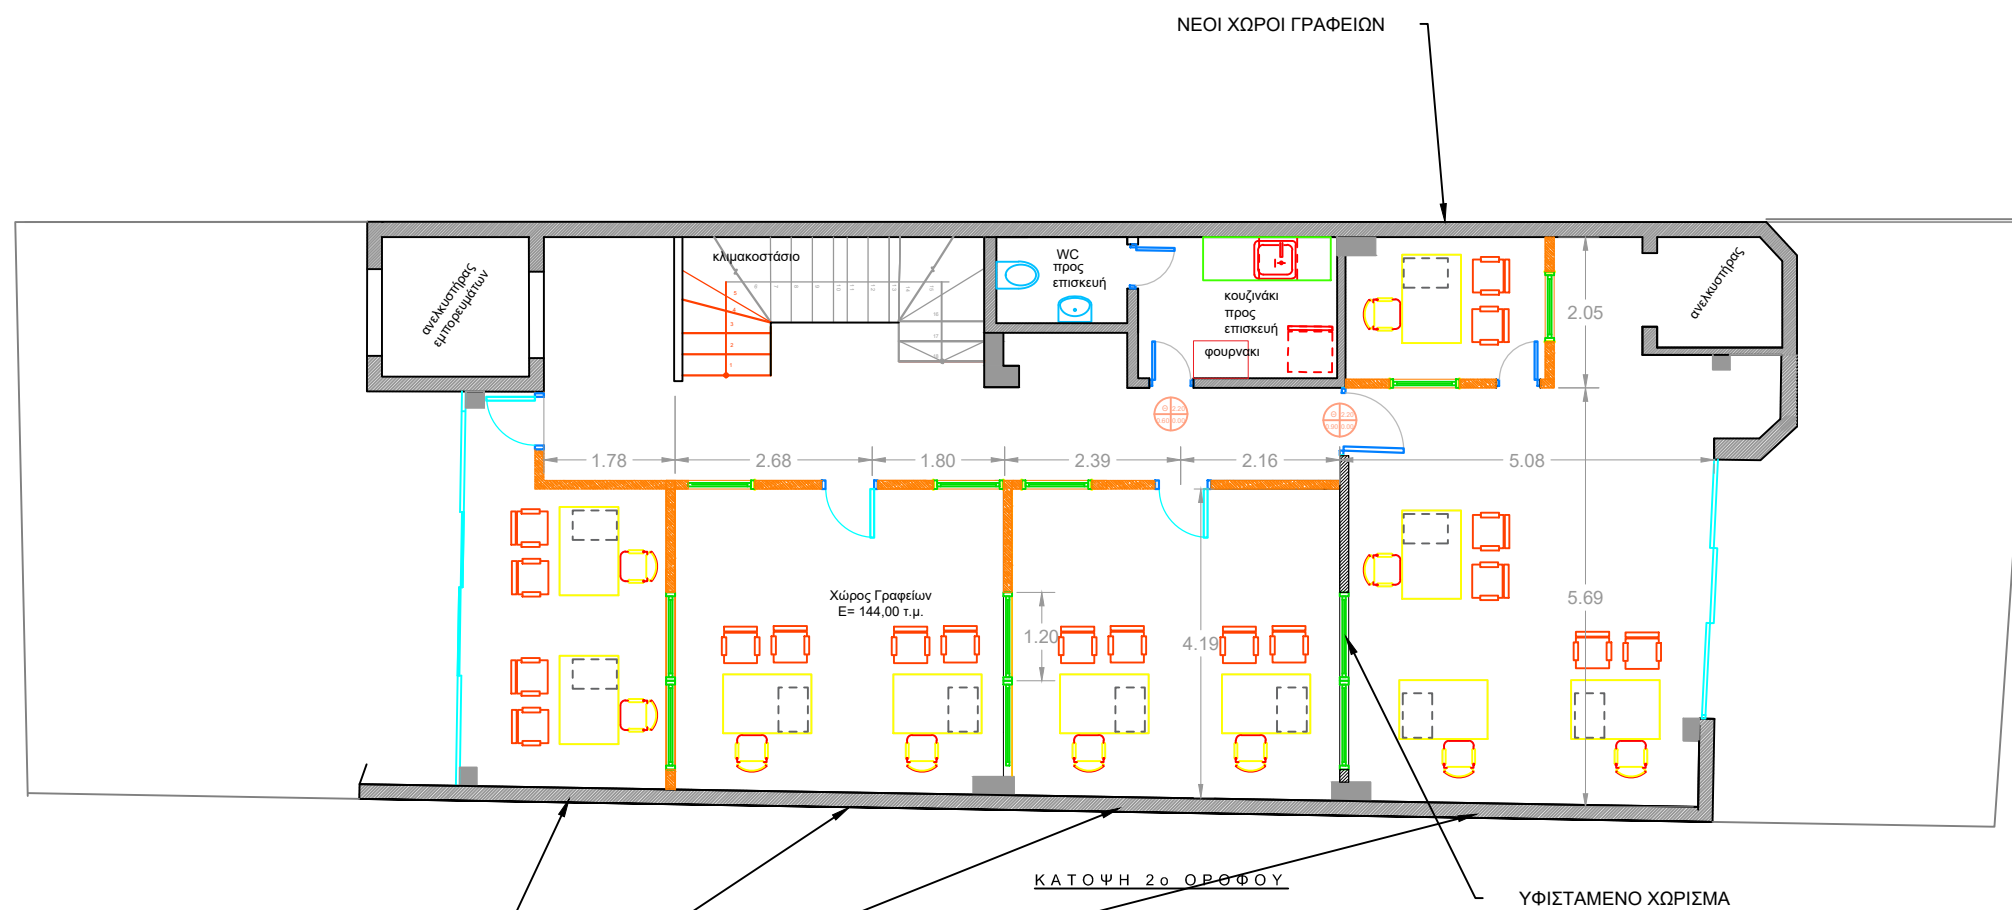 ΝΕΟΙ ΧΩΡΟΙ ΓΡΑΦΕΙΩΝ
ανελκυστήρας
εμπορευμάτων
κλιμακοστάσιο
WC
προς
επισκευή
κουζινάκι
προς
επισκευή
φουρνακι
ανελκυστήρας
2.05
1.78
2.68
1.80
2.39
2.16
5.08
Χώρος Γραφείων
Ε= 144,00 τ.μ.
1.20
4.19
5.69
ΚΑΤΟΨΗ 2ο ΟΡΟΦΟΥ
ΥΦΙΣΤΑΜΕΝΟ ΧΩΡΙΣΜΑ